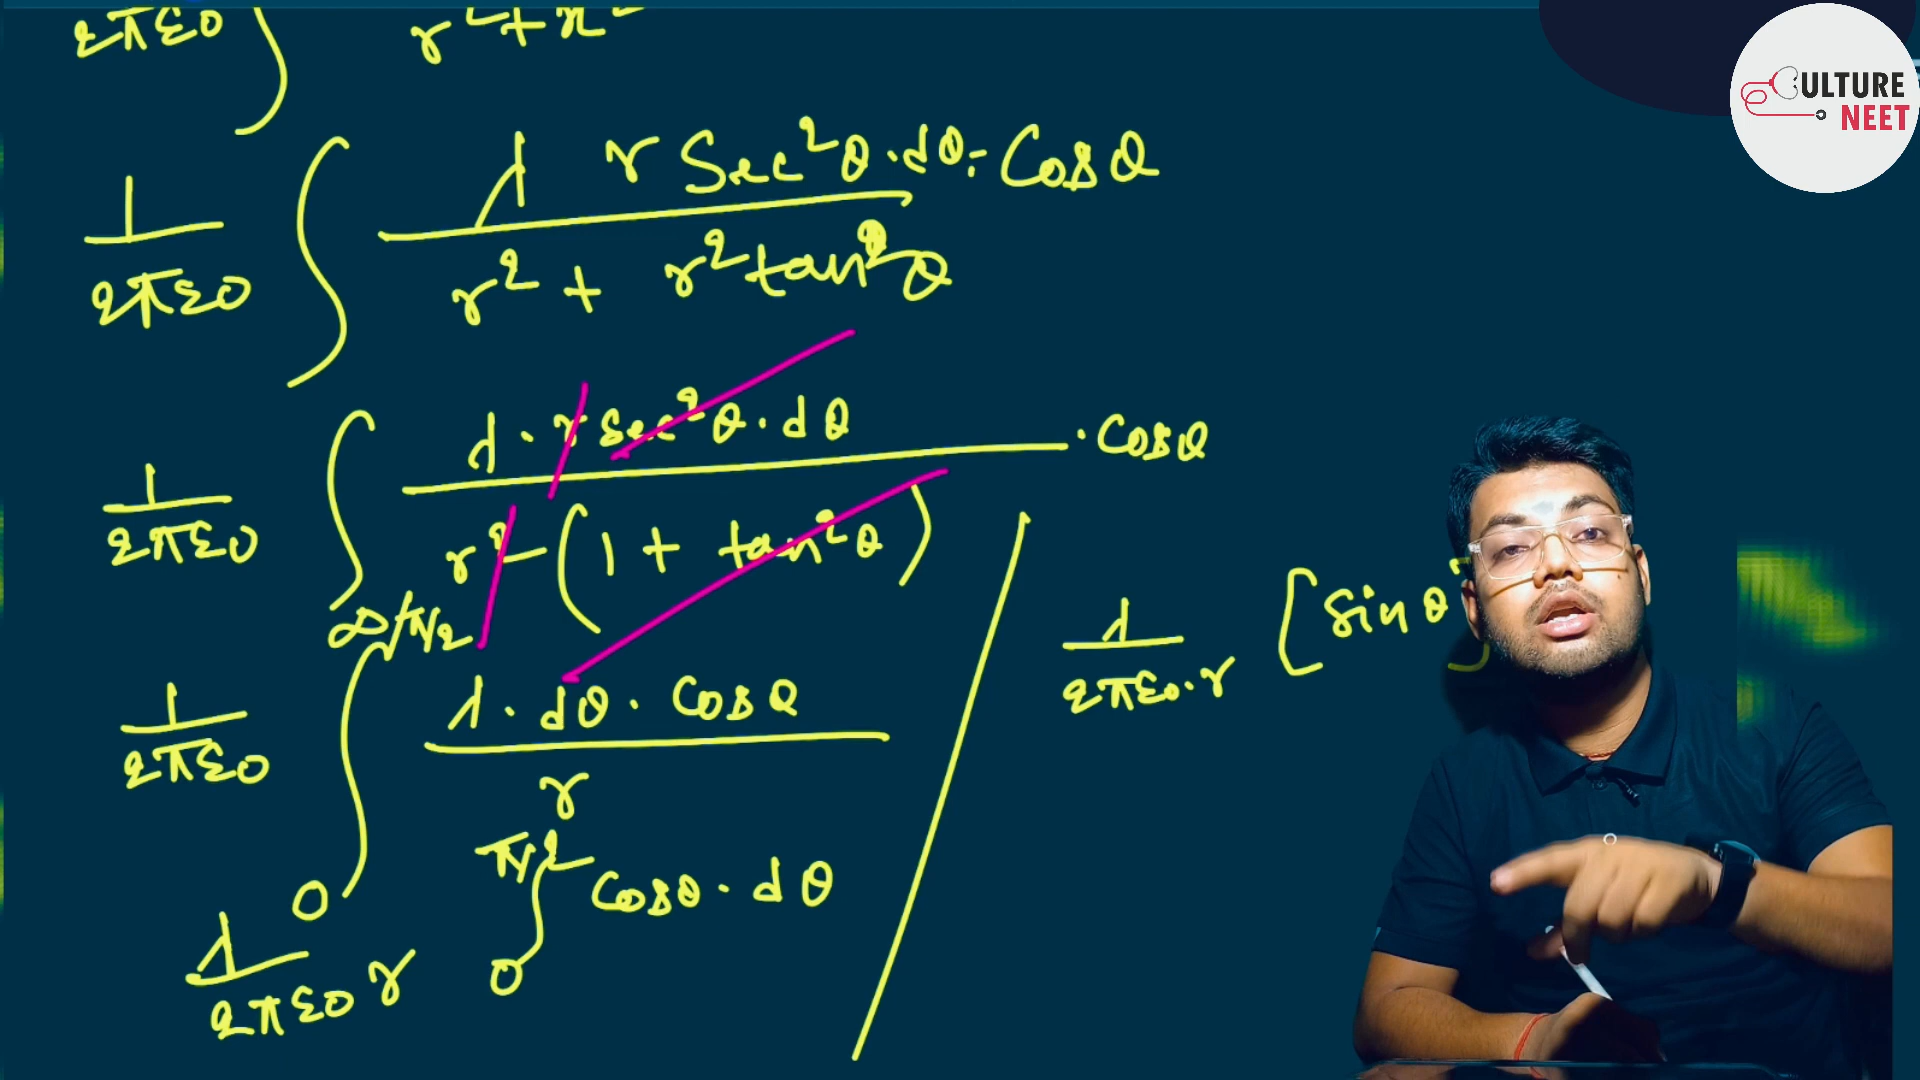 1/2πε0 ∫ r²+x²
1/2πε0 ∫ λ r Sec²θ.dθ. Cosθ / r² + r²tan²θ
1/2πε0 ∫ λ.r Sec²θ.dθ / r² (1 + tan²θ) . Cosθ
1/2πε0 ∫ 0 ∞/π/2 λ.dθ. Cosθ / r
λ/2πε0 r ∫ 0 π/2 Cosθ.dθ
λ/2πε0.r [Sinθ]
CULTURE
NEET